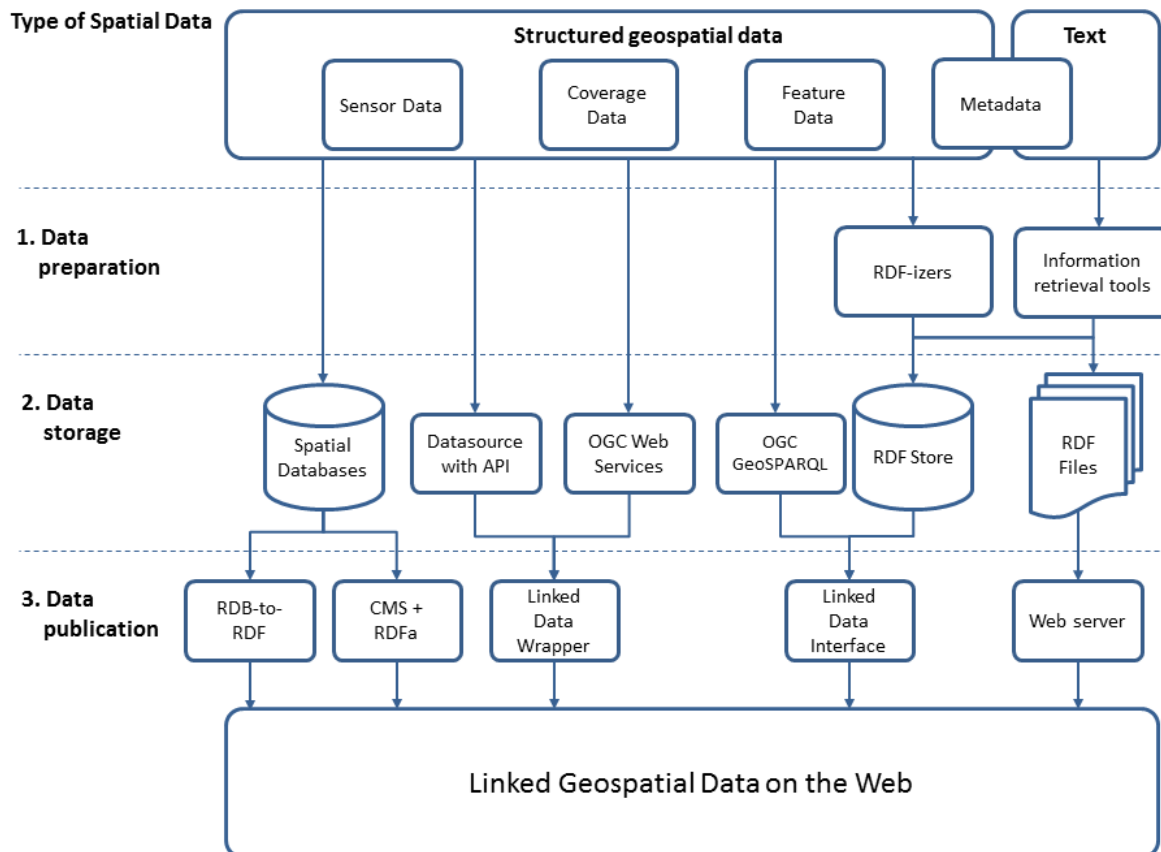 Type of Spatial Data
Structured geospatial data
Text
Sensor Data
Coverage
Data
Feature
Data
Metadata
1. Data
preparation
RDF-izers
Information
retrieval tools
2. Data
storage
Spatial
Databases
Datasource
with API
OGC Web
Services
OGC
GeoSPARQL
RDF Store
RDF
Files
3. Data
publication
RDB-to-
RDF
CMS +
RDFa
Linked
Data
Wrapper
Linked
Data
Interface
Web server
Linked Geospatial Data on the Web